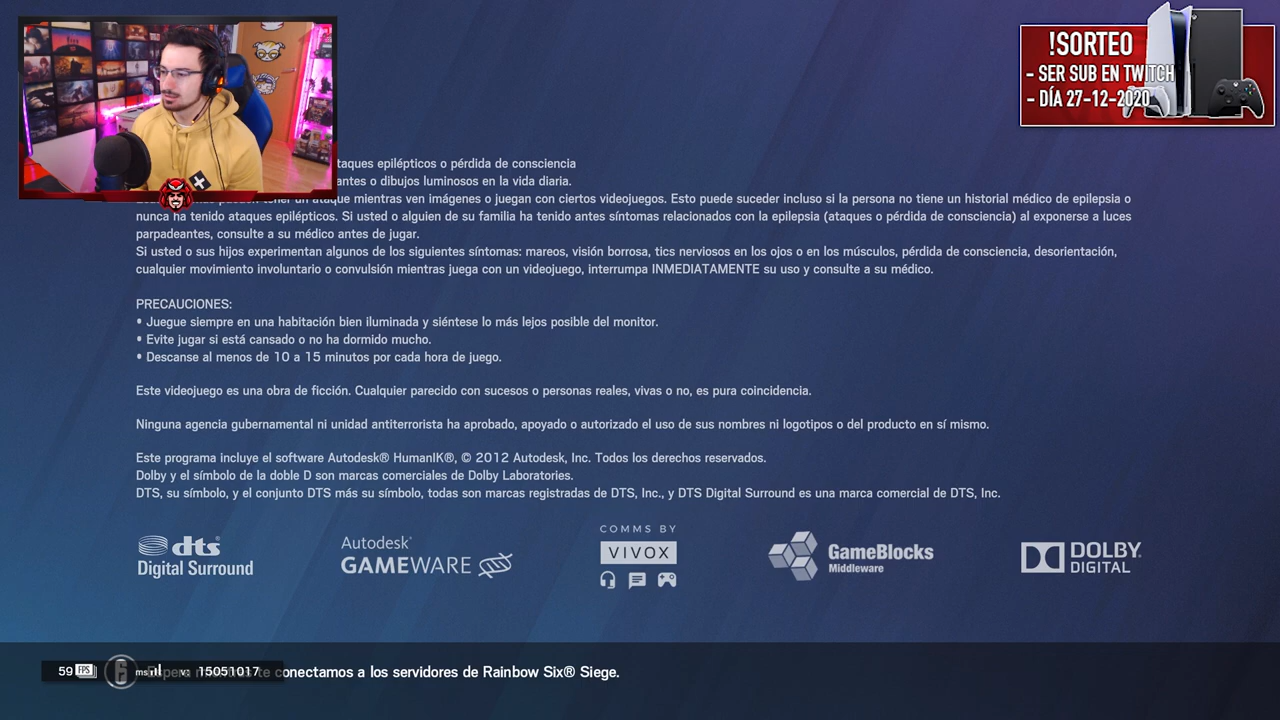 !SORTEO
- SER SUB EN TWITCH
- DÍA 27-12-2020
taques epilépticos o pérdida de consciencia
antes o dibujos luminosos en la vida diaria.
ataque mientras ven imágenes o juegan con ciertos videojuegos. Esto puede suceder incluso si la persona no tiene un historial médico de epilepsia o
nunca ha tenido ataques epilépticos. Si usted o alguien de su familia ha tenido antes síntomas relacionados con la epilepsia (ataques o pérdida de consciencia) al exponerse a luces
parpadeantes, consulte a su médico antes de jugar.
Si usted o sus hijos experimentan algunos de los siguientes síntomas: mareos, visión borrosa, tics nerviosos en los ojos o en los músculos, pérdida de consciencia, desorientación,
cualquier movimiento involuntario o convulsión mientras juega con un videojuego, interrumpa INMEDIATAMENTE su uso y consulte a su médico.
PRECAUCIONES:
• Juegue siempre en una habitación bien iluminada y siéntese lo más lejos posible del monitor.
• Evite jugar si está cansado o no ha dormido mucho.
• Descanse al menos de 10 a 15 minutos por cada hora de juego.
Este videojuego es una obra de ficción. Cualquier parecido con sucesos o personas reales, vivas o no, es pura coincidencia.
Ninguna agencia gubernamental ni unidad antiterrorista ha aprobado, apoyado o autorizado el uso de sus nombres ni logotipos o del producto en sí mismo.
Este programa incluye el software Autodesk® HumanIK®, © 2012 Autodesk, Inc. Todos los derechos reservados.
Dolby y el símbolo de la doble D son marcas comerciales de Dolby Laboratories.
DTS, su símbolo, y el conjunto DTS más su símbolo, todas son marcas registradas de DTS, Inc., y DTS Digital Surround es una marca comercial de DTS, Inc.
dts
Digital Surround
Autodesk®
GAMEWARE
COMMS BY
VIVOX
GameBlocks
Middleware
DOLBY
DIGITAL
59 FPS ms 15051017 conectamos a los servidores de Rainbow Six® Siege.